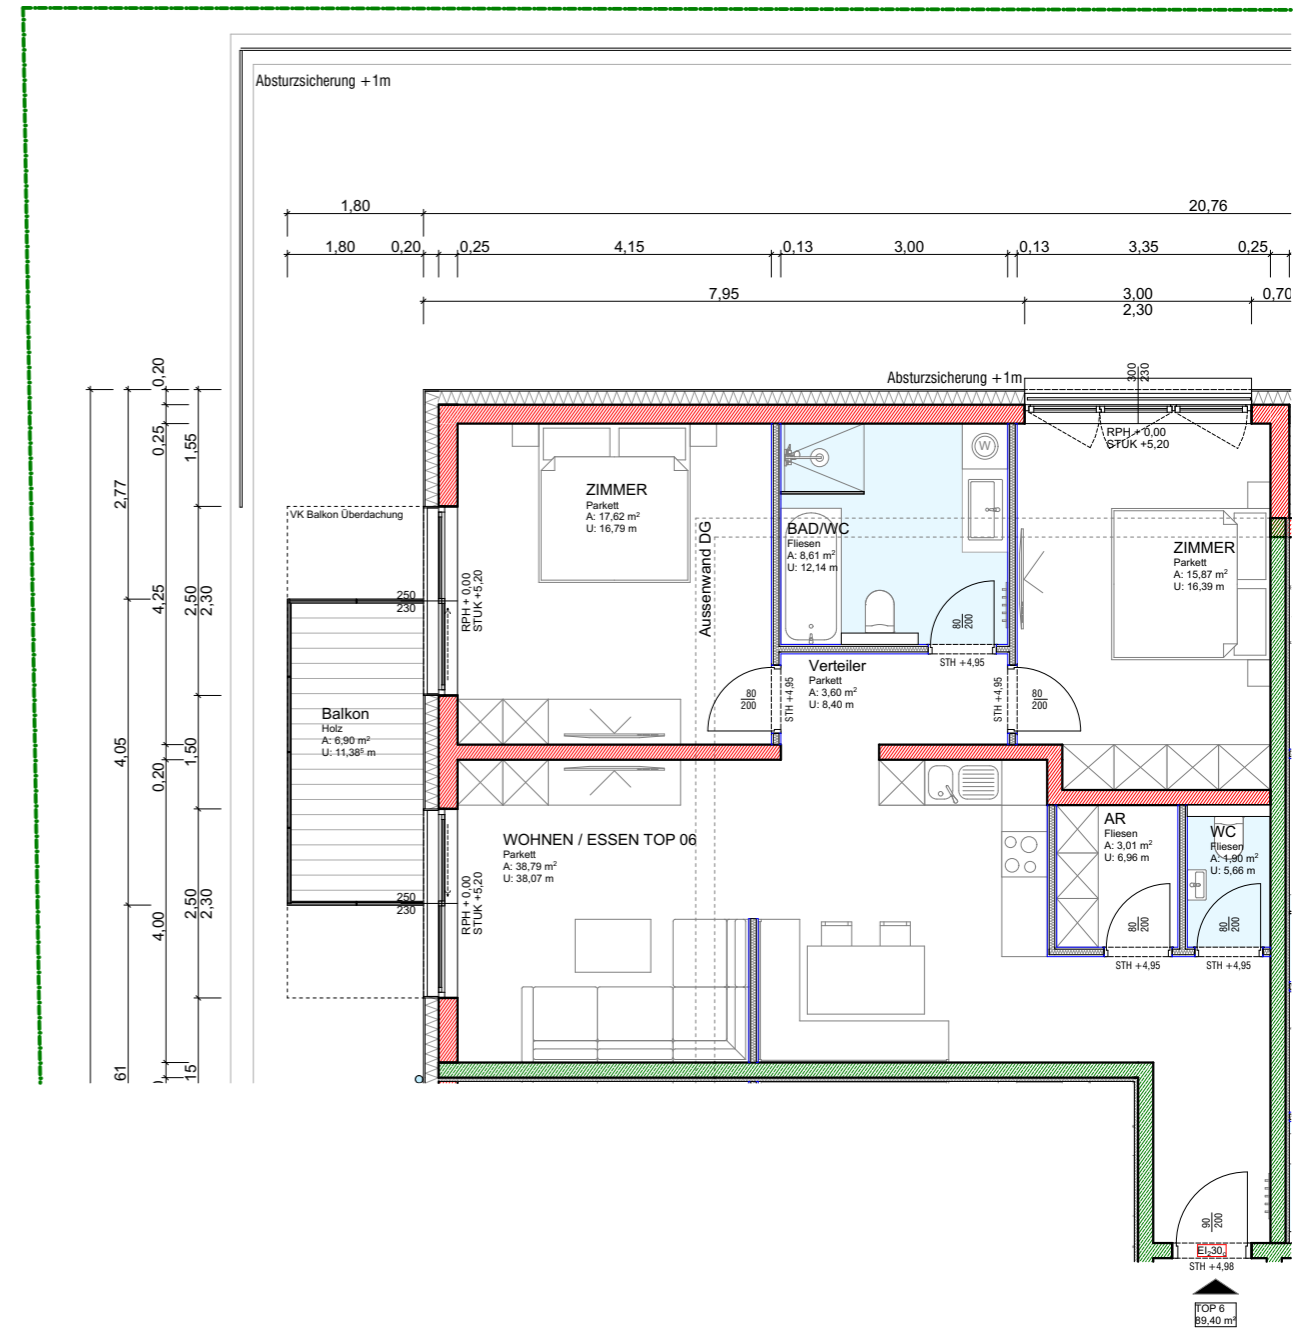 Absturzsicherung +1m
1,80
20,76
1,80
0,20
0,25
4,15
0,13
3,00
0,13
3,35
0,25
7,95
3,00
2,30
0,70
Absturzsicherung +1m
300
230
RPH + 0,00
STUK +5,20
0,20
0,25
1,55
2,77
4,25
2,50
2,30
4,05
0,20
1,50
4,00
2,50
2,30
61
15
VK Balkon Überdachung
250
230
RPH + 0,00
STUK +5,20
ZIMMER
Parkett
A: 17,62 m²
U: 16,79 m
Aussenwand DG
BAD/WC
Fliesen
A: 8,61 m²
U: 12,14 m
W
80
200
STH +4,95
ZIMMER
Parkett
A: 15,87 m²
U: 16,39 m
Verteiler
Parkett
A: 3,60 m²
U: 8,40 m
80
200
STH +4,95
STH +4,95
80
200
Balkon
Holz
A: 6,90 m²
U: 11,38⁵ m
250
230
RPH + 0,00
STUK +5,20
WOHNEN / ESSEN TOP 06
Parkett
A: 38,79 m²
U: 38,07 m
AR
Fliesen
A: 3,01 m²
U: 6,96 m
80
200
STH +4,95
WC
Fliesen
A: 1,90 m²
U: 5,66 m
80
200
STH +4,95
90
200
EI₂30
STH +4,98
TOP 6
89,40 m²